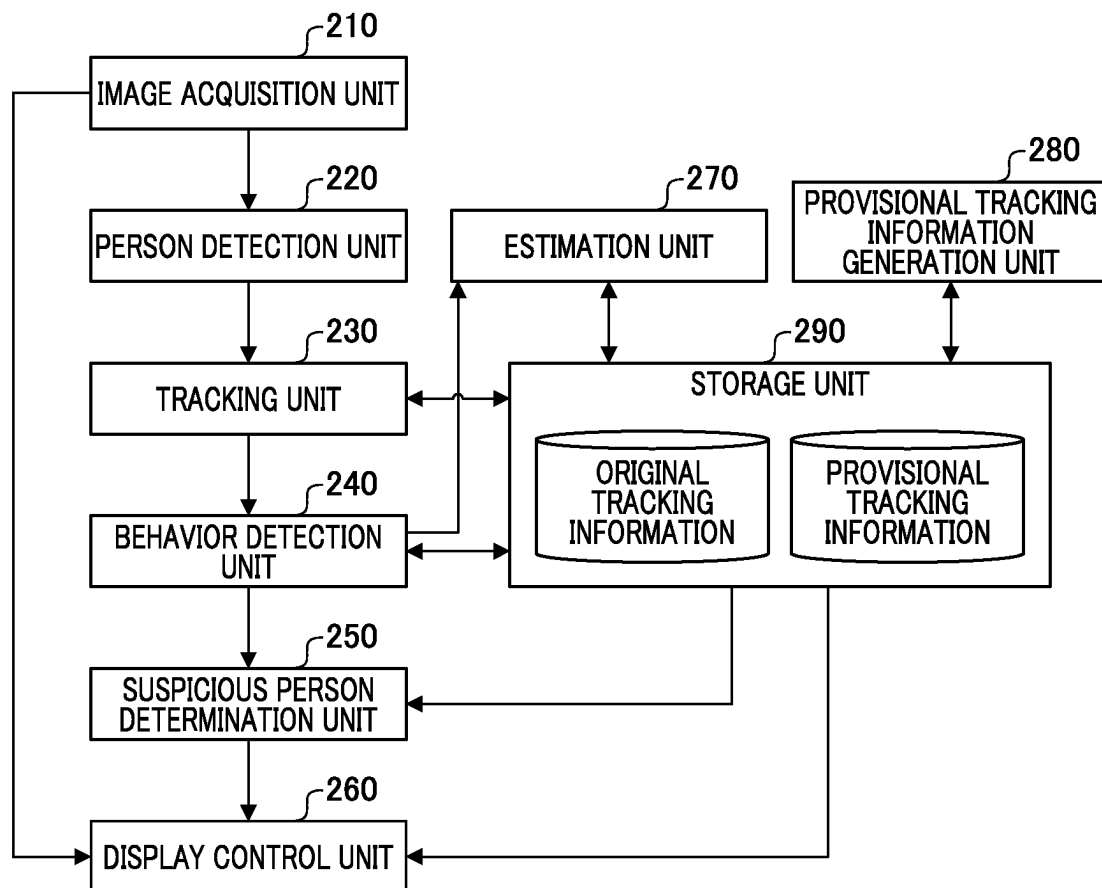 210
IMAGE ACQUISITION UNIT
220
PERSON DETECTION UNIT
270
ESTIMATION UNIT
280
PROVISIONAL TRACKING
INFORMATION
GENERATION UNIT
230
TRACKING UNIT
290
STORAGE UNIT
ORIGINAL
TRACKING
INFORMATION
PROVISIONAL
TRACKING
INFORMATION
240
BEHAVIOR DETECTION
UNIT
250
SUSPICIOUS PERSON
DETERMINATION UNIT
260
DISPLAY CONTROL UNIT